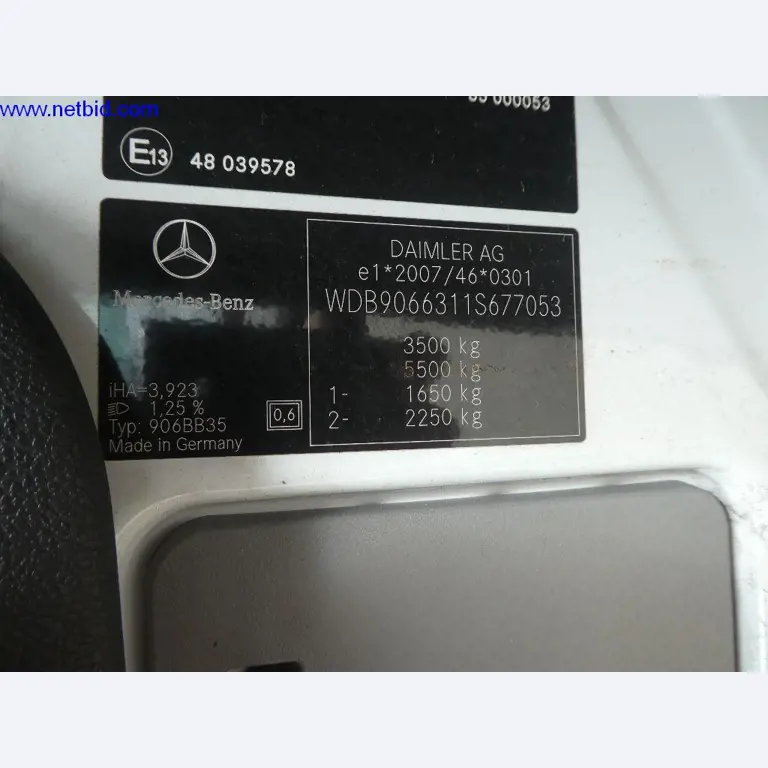 www.netbid.com
000053
E13 48 039578
Mercedes-Benz
DAIMLER AG
e1*2007/46*0301
WDB9066311S677053
3500 kg
5500 kg
1- 1650 kg
2- 2250 kg
iHA=3,923
1,25 %
Typ: 906BB35
Made in Germany
0,6